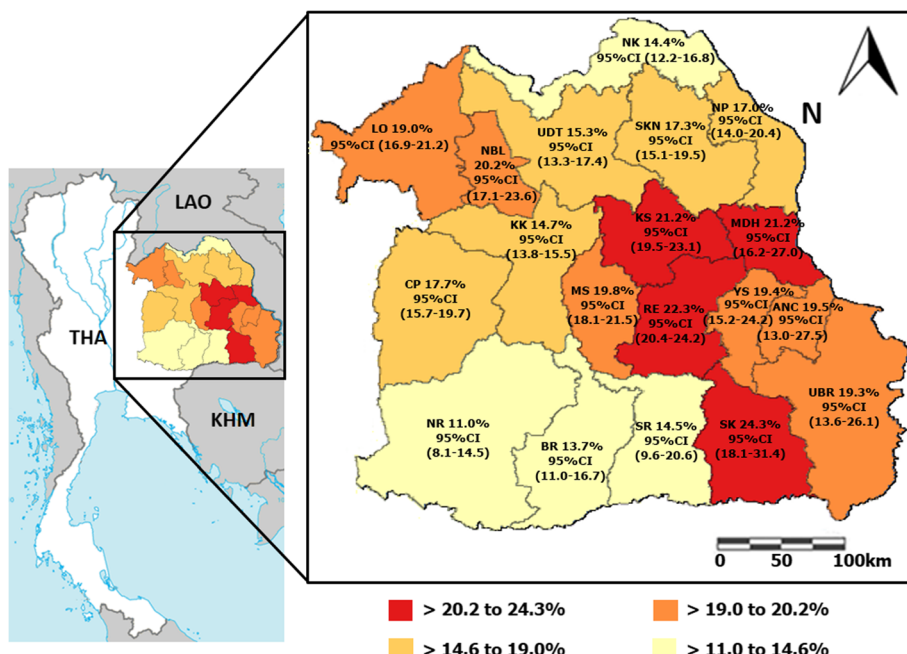 NK 14.4%
95%CI (12.2-16.8)
N
NP 17.0%
95%CI
(14.0-20.4)
LO 19.0%
95%CI (16.9-21.2)
UDT 15.3%
95%CI
(13.3-17.4)
SKN 17.3%
95%CI
(15.1-19.5)
NBL
20.2%
95%CI
(17.1-23.6)
LAO
KS 21.2%
95%CI
(19.5-23.1)
MDH 21.2%
95%CI
(16.2-27.0)
KK 14.7%
95%CI
(13.8-15.5)
CP 17.7%
95%CI
(15.7-19.7)
MS 19.8%
95%CI
(18.1-21.5)
RE 22.3%
95%CI
(20.4-24.2)
YS 19.4%
95%CI
(15.2-24.2)
ANC 19.5%
95%CI
(13.0-27.5)
THA
KHM
UBR 19.3%
95%CI
(13.6-26.1)
NR 11.0%
95%CI
(8.1-14.5)
BR 13.7%
95%CI
(11.0-16.7)
SR 14.5%
95%CI
(9.6-20.6)
SK 24.3%
95%CI
(18.1-31.4)
Sea
0 50 100km
> 20.2 to 24.3% > 19.0 to 20.2%
> 14.6 to 19.0% > 11.0 to 14.6%